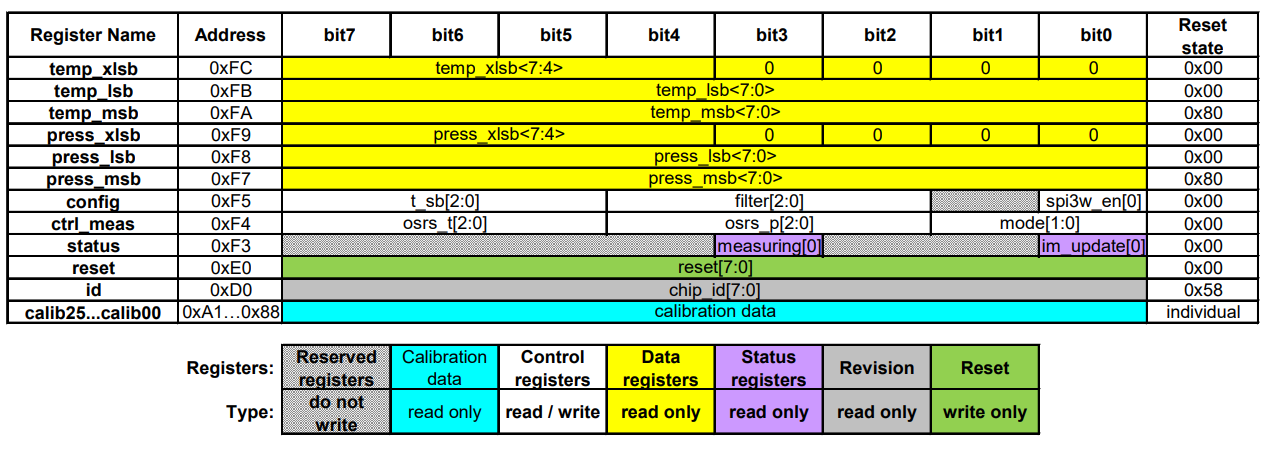 Register Name Address bit7 bit6 bit5 bit4 bit3 bit2 bit1 bit0 Reset state
temp_xlsb 0xFC temp_xlsb<7:4> 0 0 0 0 0x00
temp_lsb 0xFB temp_lsb<7:0> 0x00
temp_msb 0xFA temp_msb<7:0> 0x80
press_xlsb 0xF9 press_xlsb<7:4> 0 0 0 0 0x00
press_lsb 0xF8 press_lsb<7:0> 0x00
press_msb 0xF7 press_msb<7:0> 0x80
config 0xF5 t_sb[2:0] filter[2:0] spi3w_en[0] 0x00
ctrl_meas 0xF4 osrs_t[2:0] osrs_p[2:0] mode[1:0] 0x00
status 0xF3 measuring[0] im_update[0] 0x00
reset 0xE0 reset[7:0] 0x00
id 0xD0 chip_id[7:0] 0x58
calib25...calib00 0xA1…0x88 calibration data individual
Registers: Reserved registers Calibration data Control registers Data registers Status registers Revision Reset
Type: do not write read only read / write read only read only read only write only